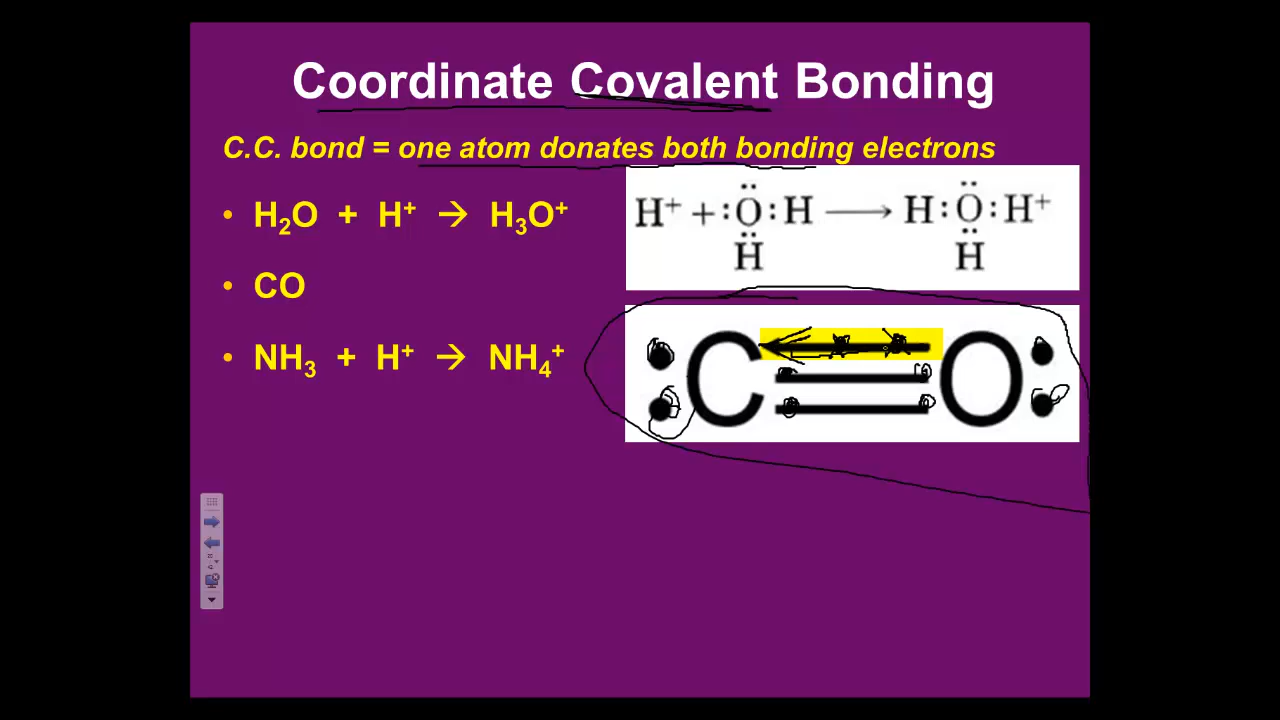 Coordinate Covalent Bonding
C.C. bond = one atom donates both bonding electrons
• H₂O + H⁺ → H₃O⁺
H⁺ + :Ö:H ⟶ H:Ö:H⁺
H H
• CO
:C≡O:
• NH₃ + H⁺ → NH₄⁺